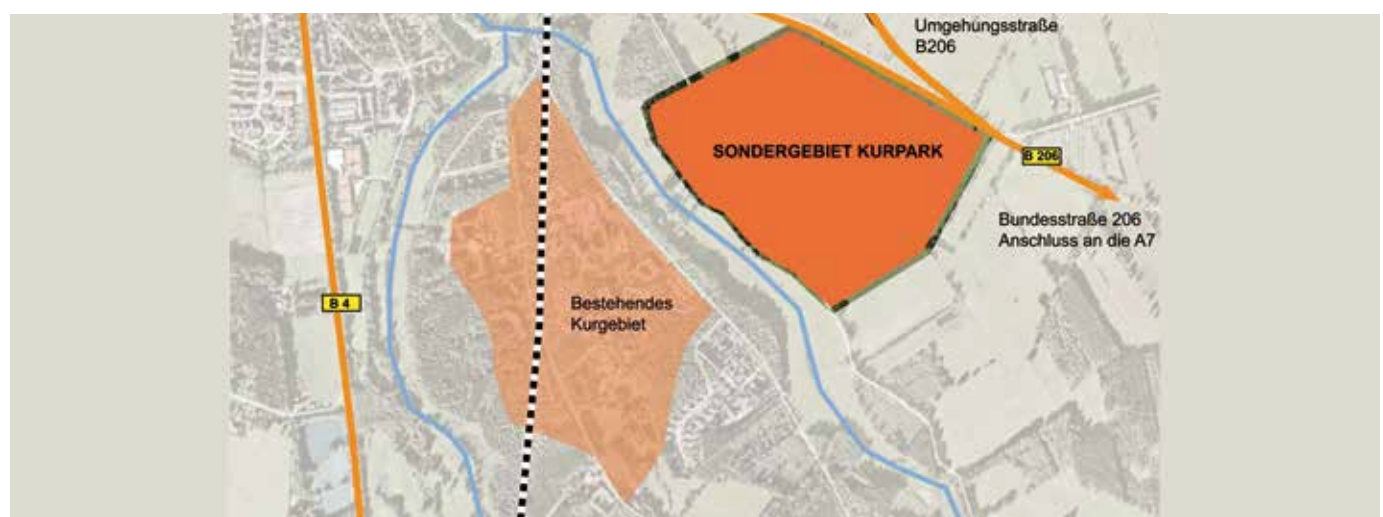 Umgehungsstraße
B206
SONDERGEBIET KURPARK
B 206
Bundesstraße 206
Anschluss an die A7
Bestehendes
Kurgebiet
B 4